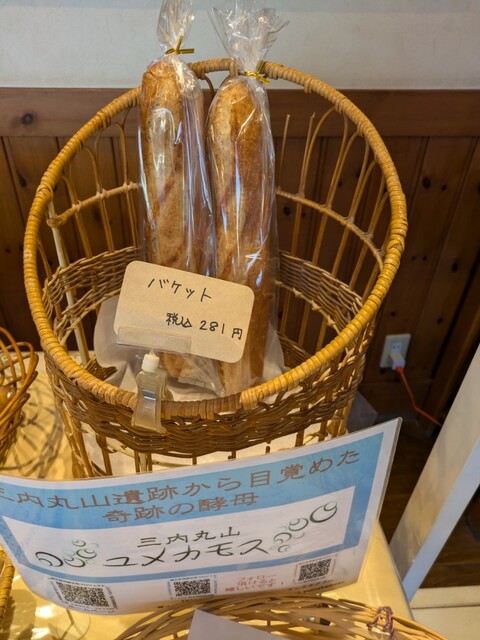 バケット
税込 281円
三内丸山遺跡から目覚めた
奇跡の酵母
三内丸山
ユメカモス